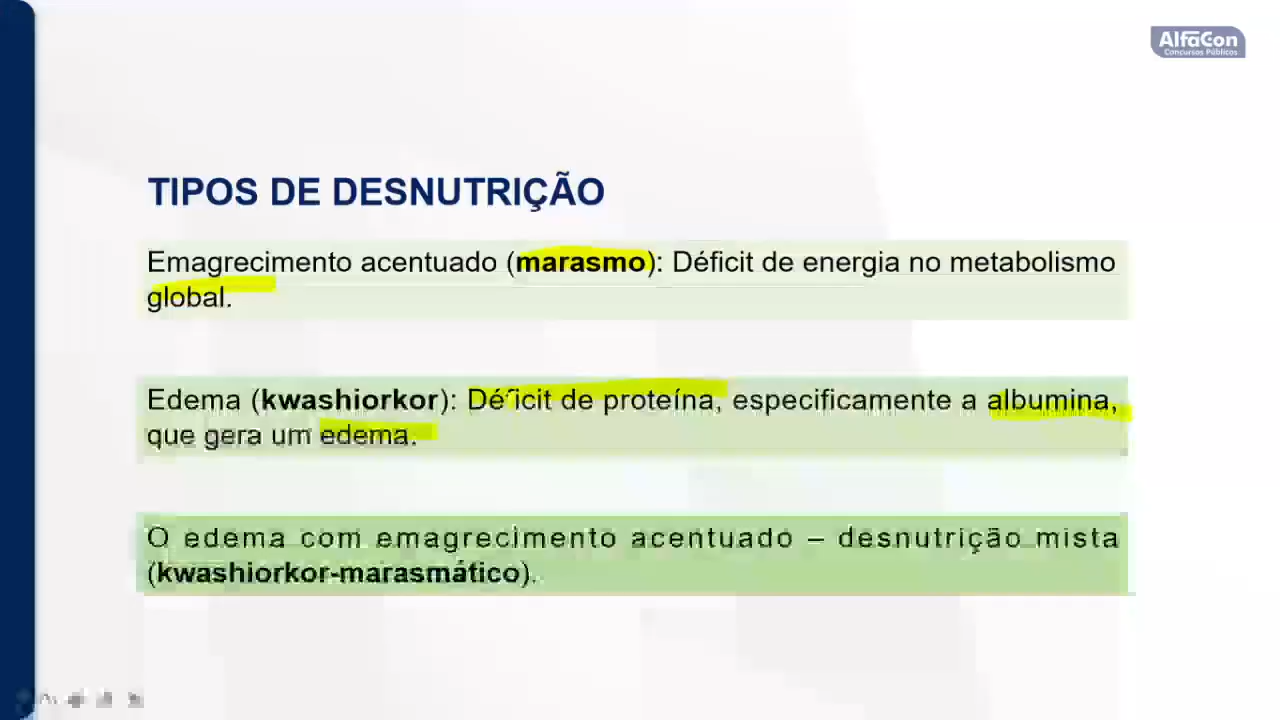 AlfaCon
Concursos Públicos
TIPOS DE DESNUTRIÇÃO
Emagrecimento acentuado (marasmo): Déficit de energia no metabolismo
global.
Edema (kwashiorkor): Déficit de proteína, especificamente a albumina,
que gera um edema.
O edema com emagrecimento acentuado – desnutrição mista
(kwashiorkor-marasmático).